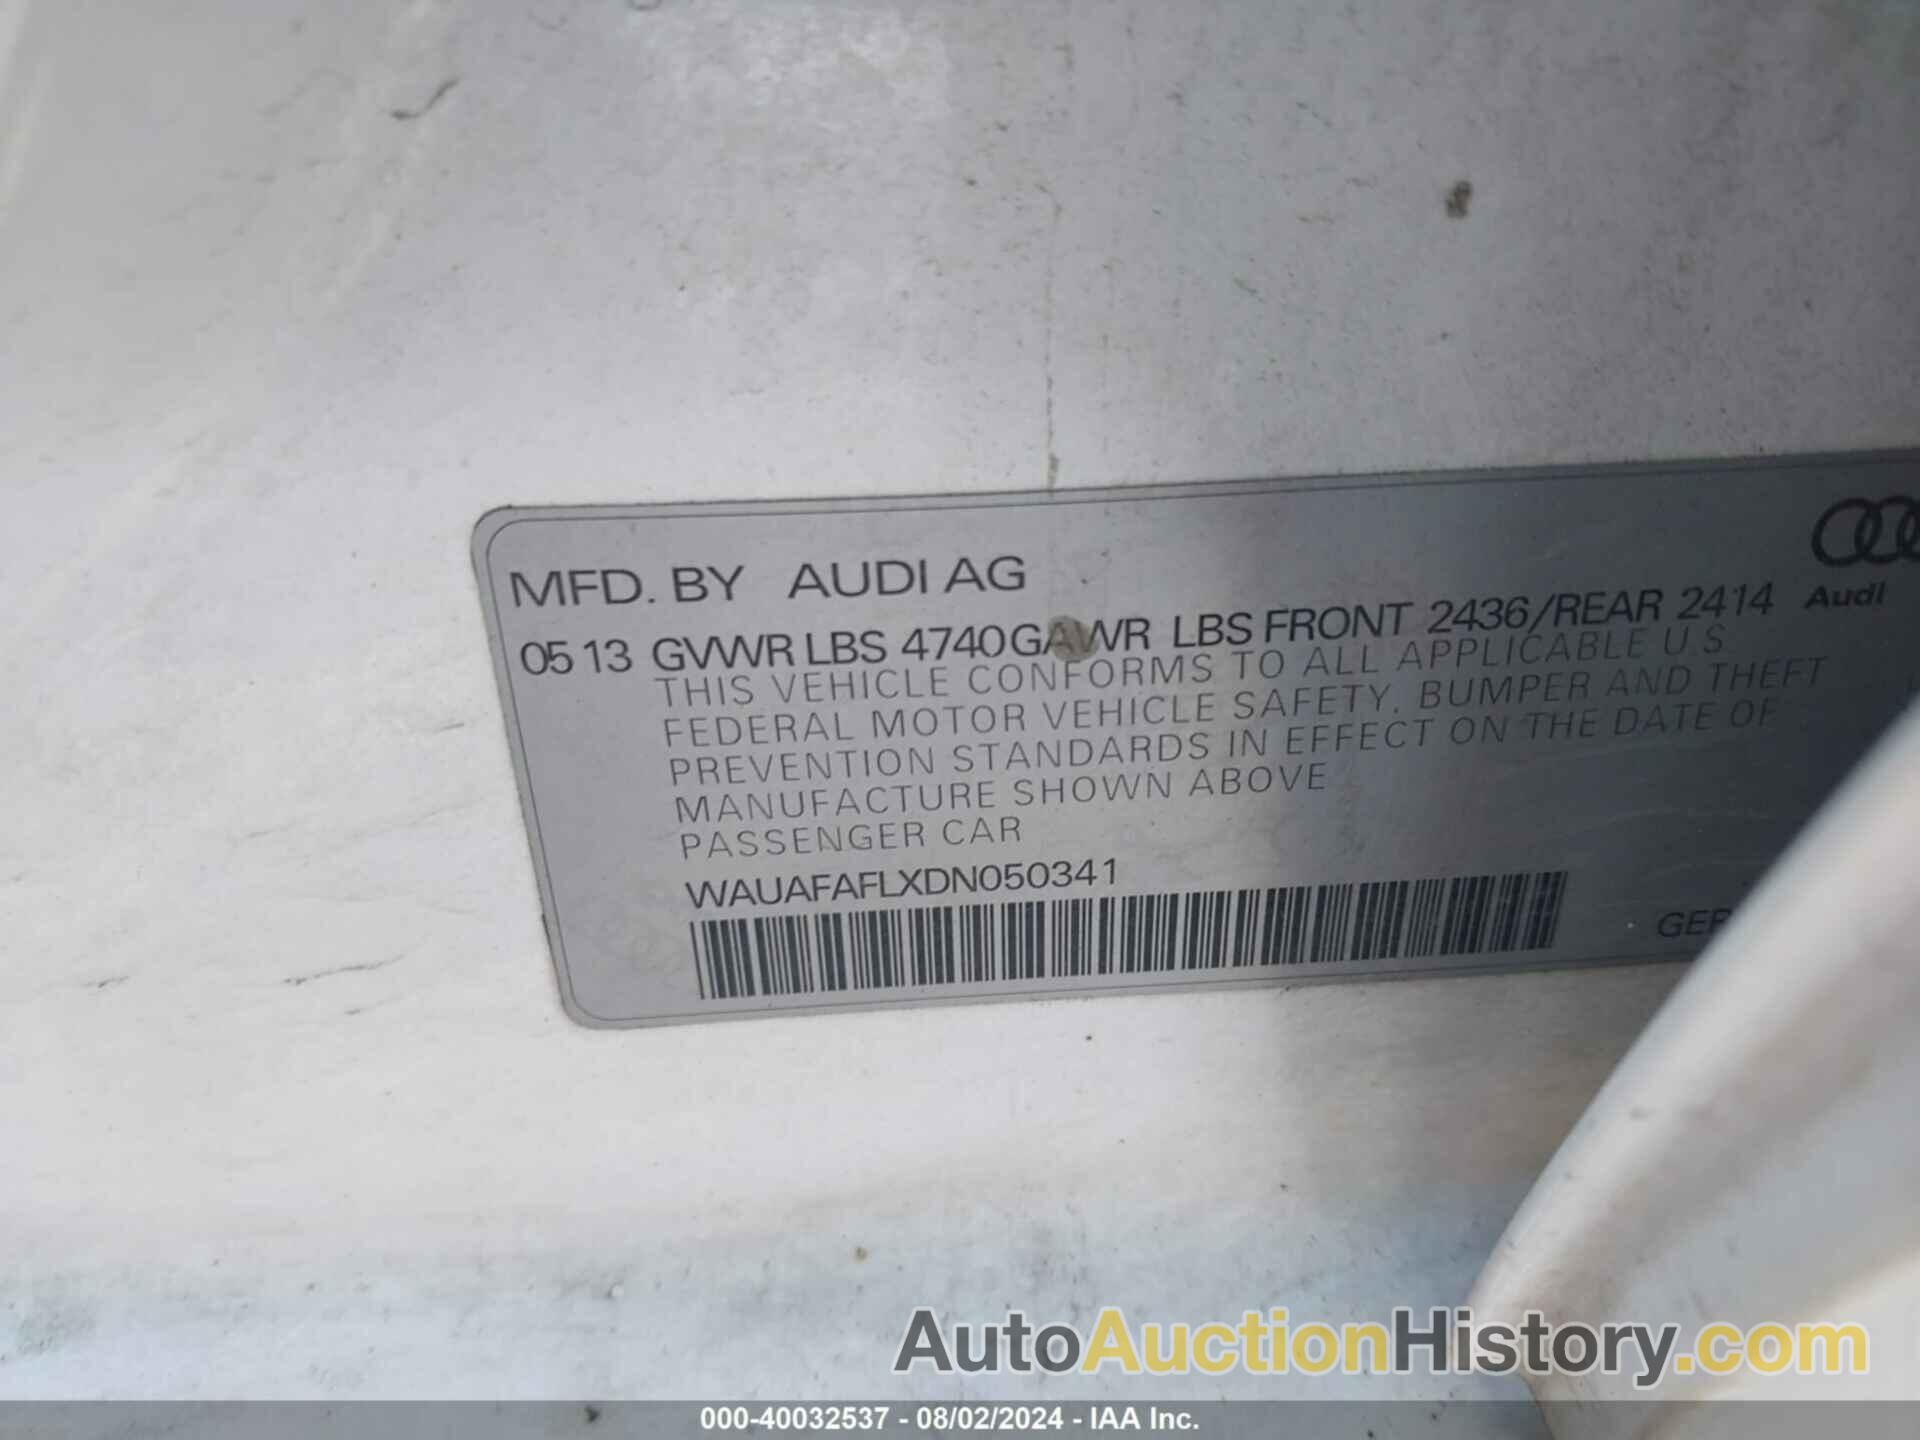 MFD. BY AUDI AG
Audi
05 13 GVWR LBS 4740 GAWR LBS FRONT 2436/REAR 2414
THIS VEHICLE CONFORMS TO ALL APPLICABLE U.S
FEDERAL MOTOR VEHICLE SAFETY, BUMPER AND THEFT
PREVENTION STANDARDS IN EFFECT ON THE DATE OF
MANUFACTURE SHOWN ABOVE
PASSENGER CAR
WAUAFAFLXDN050341
AutoAuctionHistory.com
000-40032537 - 08/02/2024 - IAA Inc.